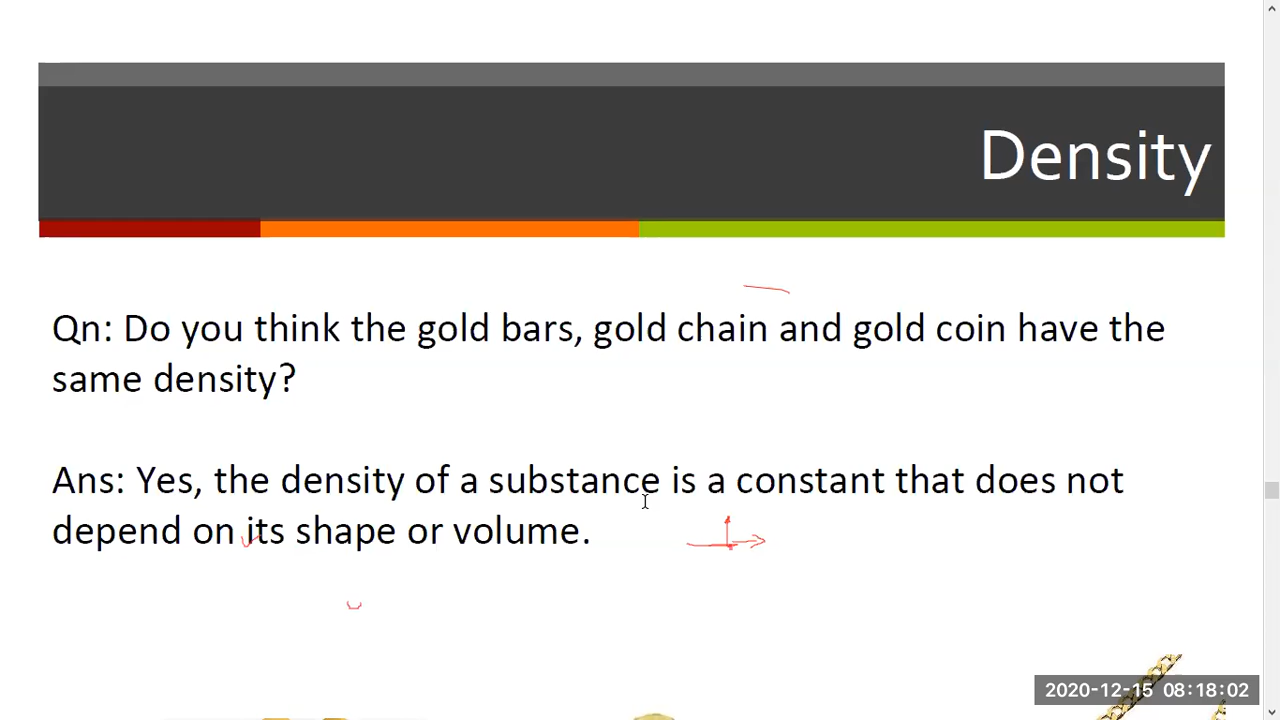 Density
Qn: Do you think the gold bars, gold chain and gold coin have the
same density?
Ans: Yes, the density of a substance is a constant that does not
depend on its shape or volume.
2020-12-15 08:18:02